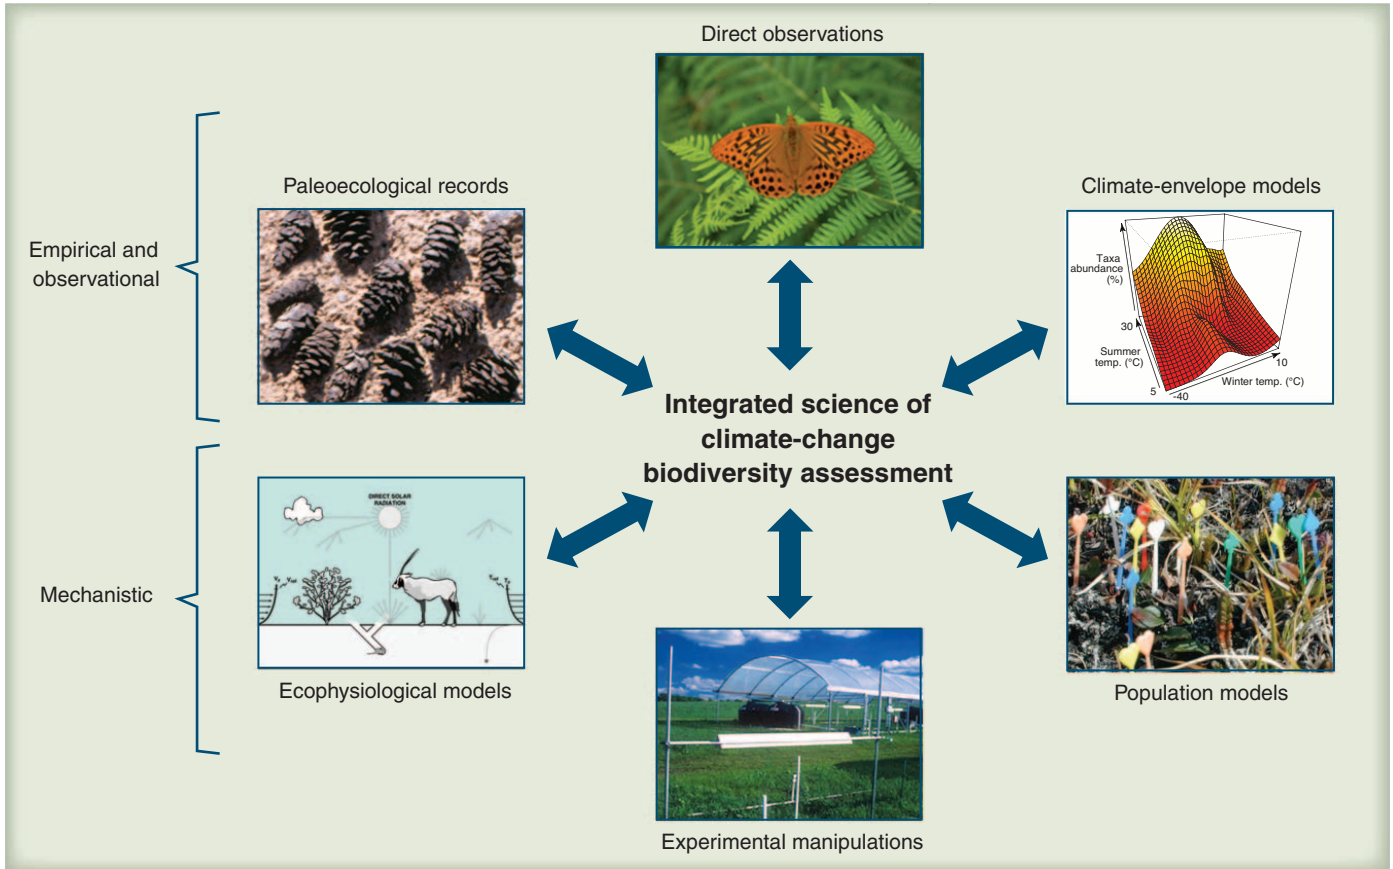 Direct observations
Paleoecological records
Climate-envelope models
Empirical and
observational
Taxa
abundance
(%)
30
Summer
temp. (°C)
5
-40
Winter temp. (°C)
10
Integrated science of
climate-change
biodiversity assessment
Mechanistic
DIRECT SOLAR
RADIATION
Ecophysiological models
Population models
Experimental manipulations